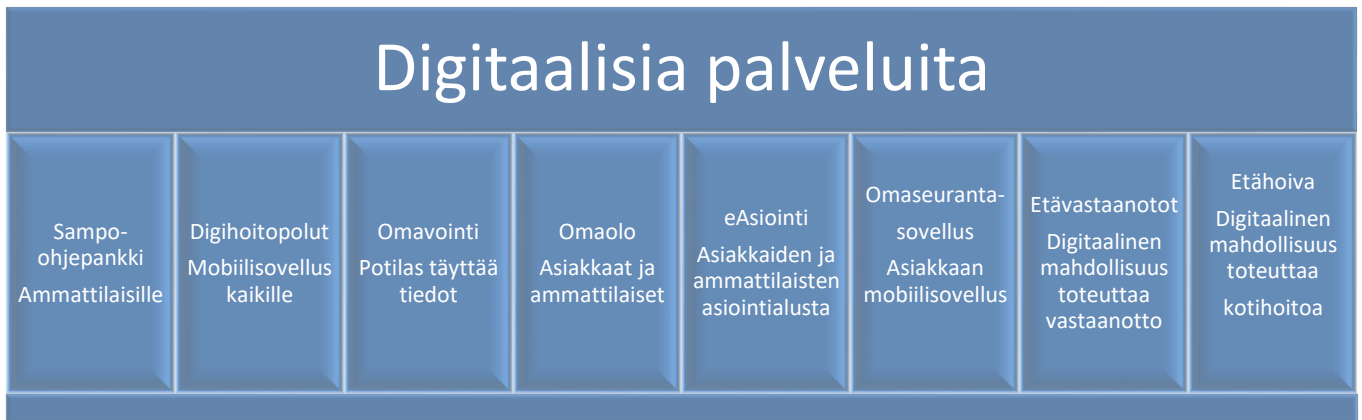 Digitaalisia palveluita
Sampo-
ohjepankki
Ammattilaisille
Digihoitopolut
Mobiilisovellus
kaikille
Omavointi
Potilas täyttää
tiedot
Omaolo
Asiakkaat ja
ammattilaiset
eAsiointi
Asiakkaiden ja
ammattilaisten
asiointialusta
Omaseuranta-
sovellus
Asiakkaan
mobiilisovellus
Etävastaanotot
Digitaalinen
mahdollisuus
toteuttaa
vastaanotto
Etähoiva
Digitaalinen
mahdollisuus
toteuttaa
kotihoitoa